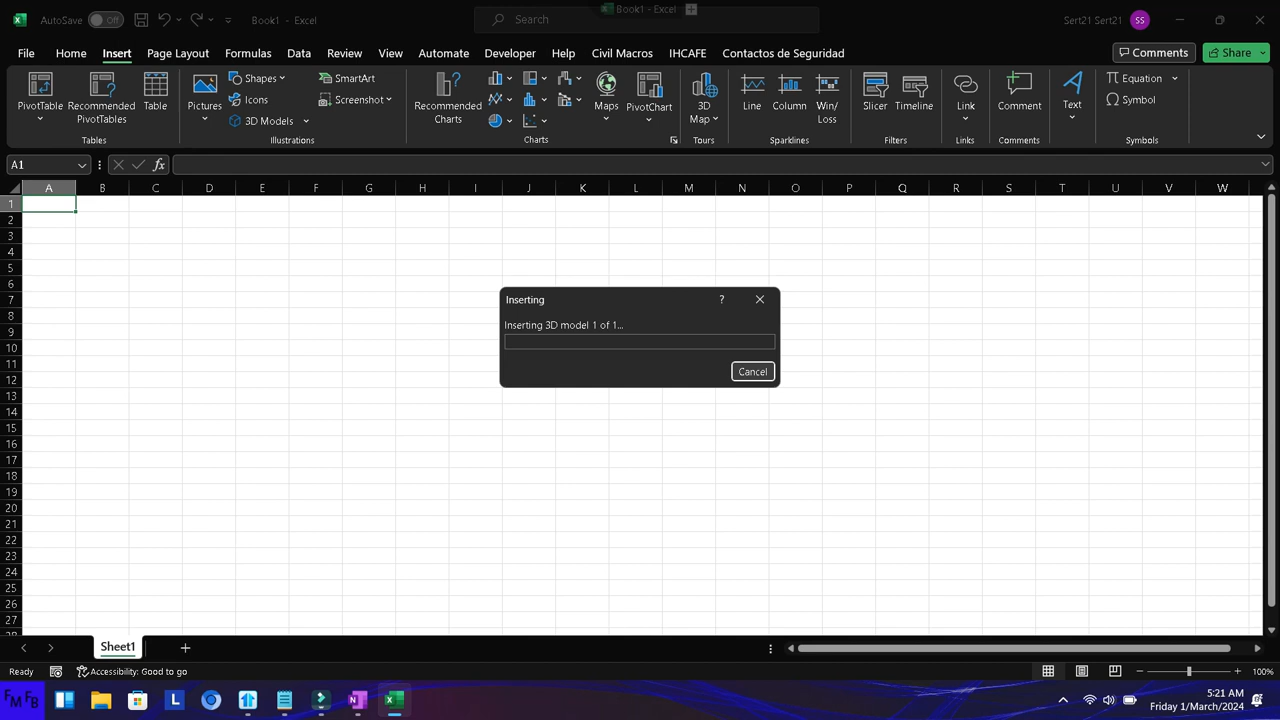 Book1 - Excel
AutoSave Off Book1 - Excel Search Sert21 Sert21 SS
File Home Insert Page Layout Formulas Data Review View Automate Developer Help Civil Macros IHCAFE Contactos de Seguridad Comments Share
PivotTable
Recommended
PivotTables
Table
Tables
Pictures
Shapes
Icons
3D Models
SmartArt
Screenshot
Illustrations
Recommended
Charts
Maps
PivotChart
Charts
3D
Map
Tours
Line
Column
Win/
Loss
Sparklines
Slicer
Timeline
Filters
Link
Links
Comment
Comments
Text
Equation
Symbol
Symbols
A1 fx
A B C D E F G H I J K L M N O P Q R S T U V W
1
2
3
4
5
6
7
8
9
10
11
12
13
14
15
16
17
18
19
20
21
22
23
24
25
26
27
28
Inserting ?
Inserting 3D model 1 of 1...
Cancel
Sheet1
Ready Accessibility: Good to go 100%
FMFB L N X
5:21 AM
Friday 1/March/2024